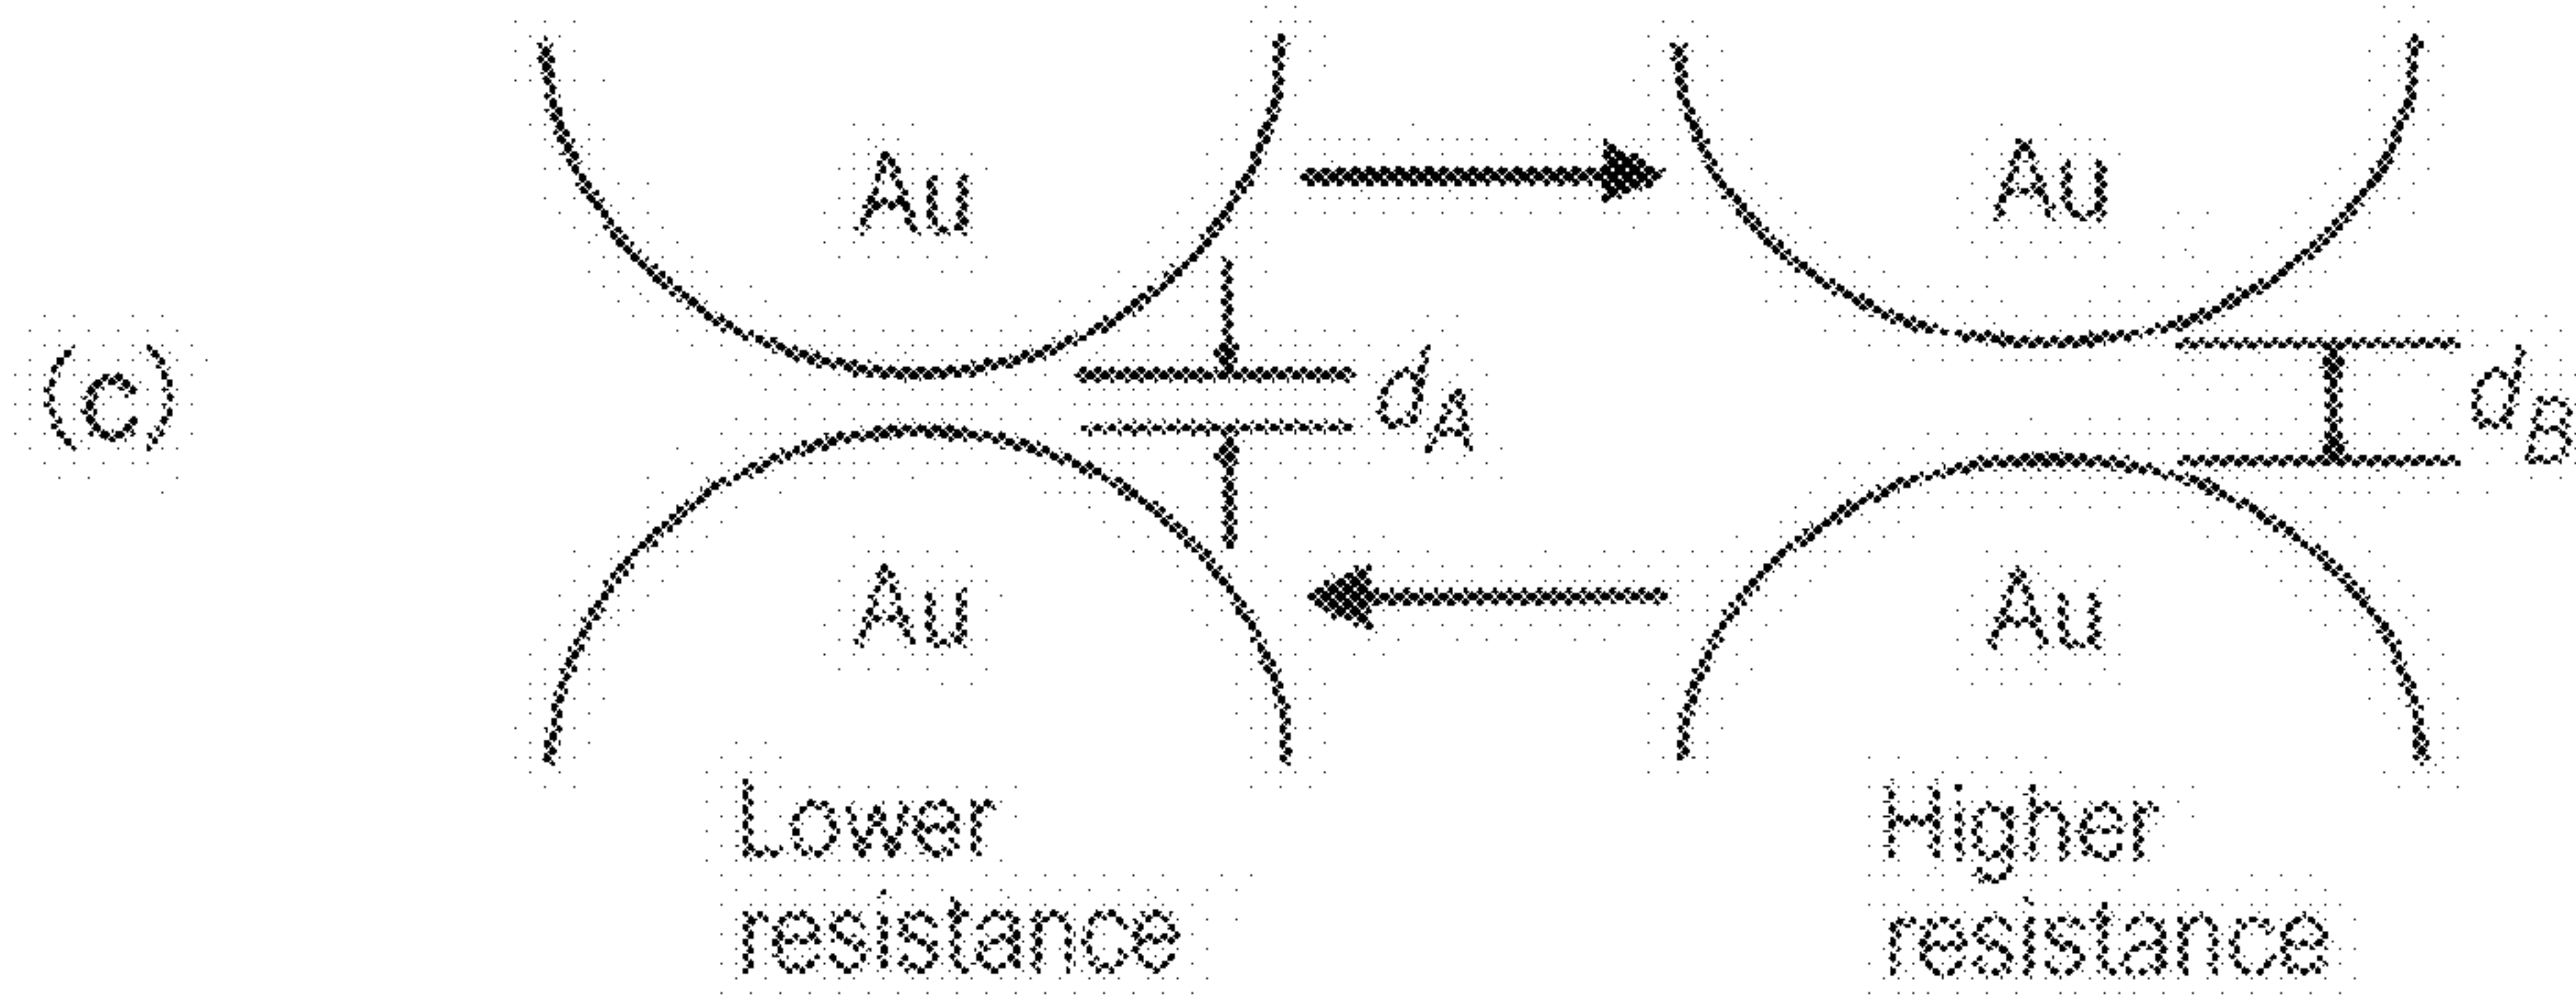 Au
Au
(c)
d_A
d_B
Au
Au
Lower
resistance
Higher
resistance